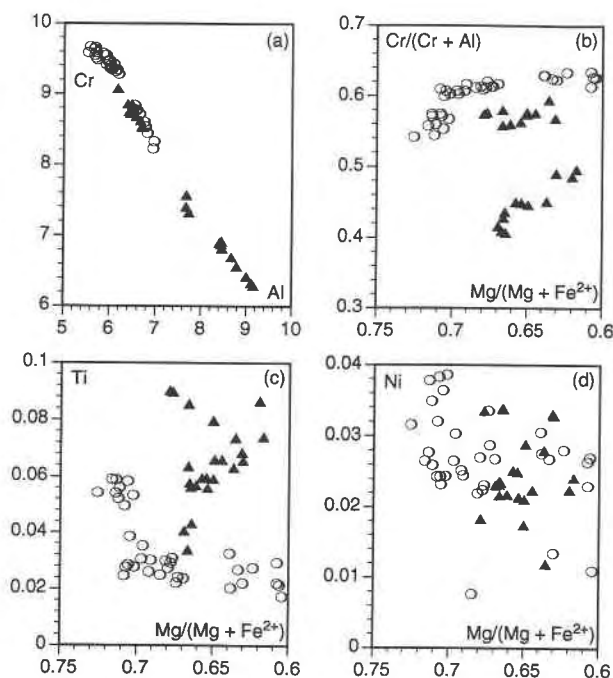 10
(a)
9
Cr
8
7
6
Al
5 6 7 8 9 10
0.7
Cr/(Cr + Al)
(b)
0.6
0.5
0.4
Mg/(Mg + Fe2+)
0.3
0.75 0.7 0.65 0.6
0.1
Ti
(c)
0.08
0.06
0.04
0.02
Mg/(Mg + Fe2+)
0
0.75 0.7 0.65 0.6
0.04
Ni
(d)
0.03
0.02
0.01
Mg/(Mg + Fe2+)
0
0.75 0.7 0.65 0.6